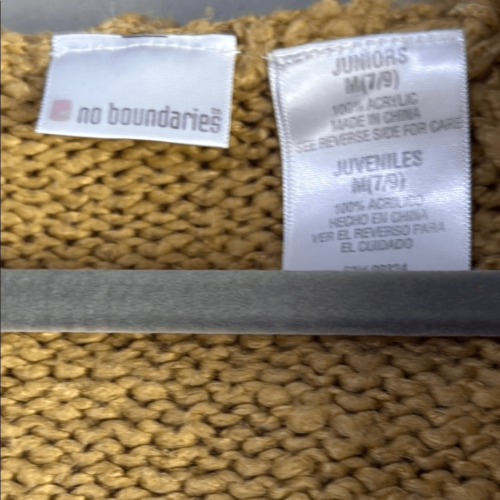 no boundaries
JUNIORS
M(7/9)
100% ACRYLIC
MADE IN CHINA
SEE REVERSE SIDE FOR CARE
JUVENILES
M(7/9)
100% ACRILICO
HECHO EN CHINA
VER EL REVERSO PARA
EL CUIDADO